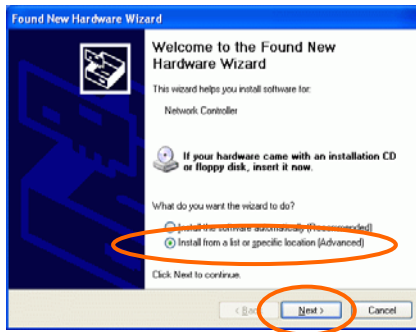 Found New Hardware Wizard
Welcome to the Found New
Hardware Wizard
This wizard helps you install software for:
Network Controller
If your hardware came with an installation CD
or floppy disk, insert it now.
What do you want the wizard to do?
Install the software automatically (Recommended)
Install from a list or specific location (Advanced)
Click Next to continue.
< Back
Next >
Cancel